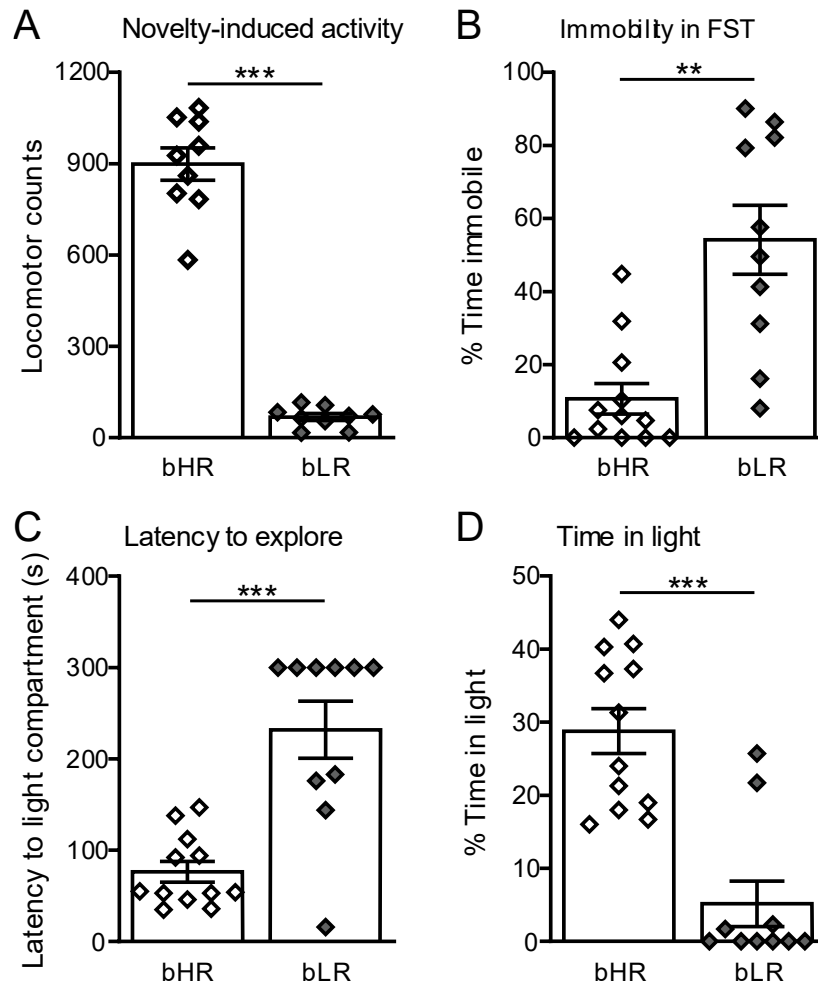 A Novelty-induced activity
Locomotor counts
1200
900
600
300
0
***
bHR bLR
B Immobility in FST
% Time immobile
100
80
60
40
20
0
**
bHR bLR
C Latency to explore
Latency to light compartment (s)
400
300
200
100
0
***
bHR bLR
D Time in light
% Time in light
50
40
30
20
10
0
***
bHR bLR